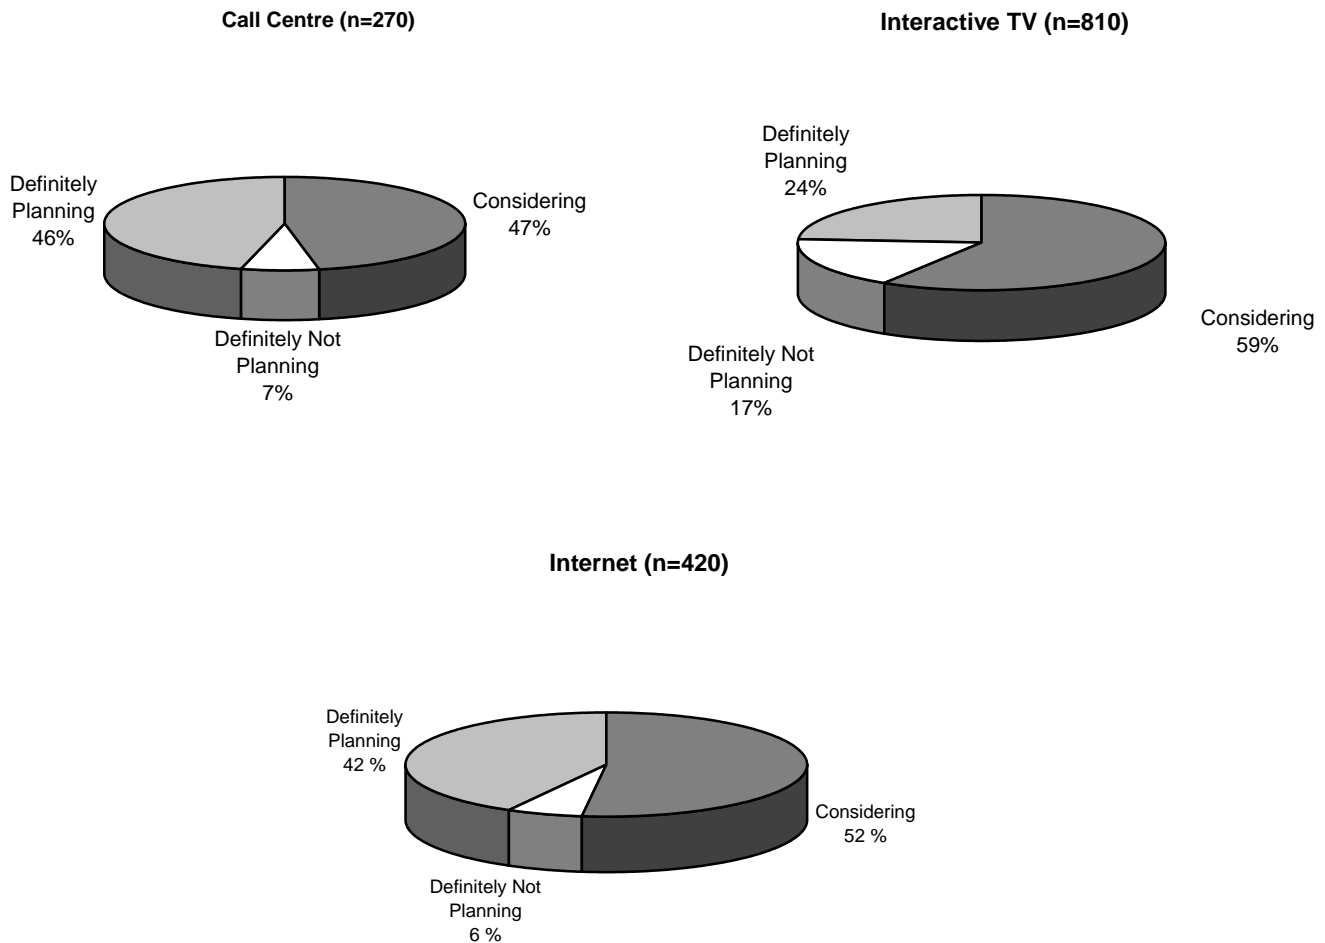 Call Centre (n=270)
Definitely
Planning
46%
Considering
47%
Definitely Not
Planning
7%
Interactive TV (n=810)
Definitely
Planning
24%
Considering
59%
Definitely Not
Planning
17%
Internet (n=420)
Definitely
Planning
42 %
Considering
52 %
Definitely Not
Planning
6 %